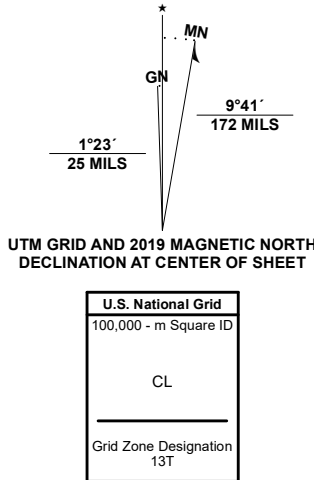 ★
MN
GN
9°41´
172 MILS
1°23´
25 MILS
UTM GRID AND 2019 MAGNETIC NORTH
DECLINATION AT CENTER OF SHEET
U.S. National Grid
100,000 - m Square ID
CL
Grid Zone Designation
13T